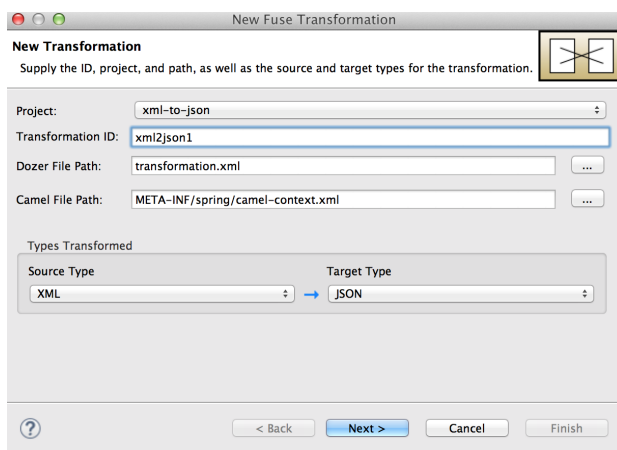 New Fuse Transformation
New Transformation
Supply the ID, project, and path, as well as the source and target types for the transformation.
Project: xml-to-json
Transformation ID: xml2json1
Dozer File Path: transformation.xml ...
Camel File Path: META-INF/spring/camel-context.xml ...
Types Transformed
Source Type Target Type
XML JSON
? < Back Next > Cancel Finish